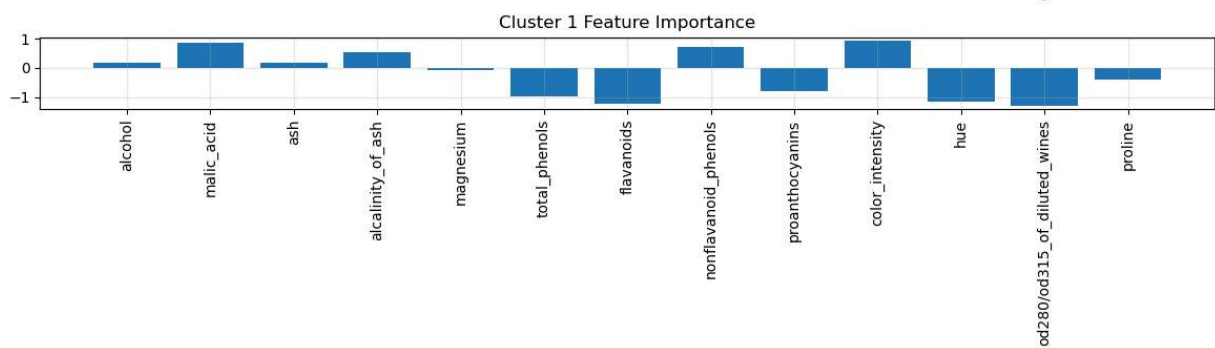 Cluster 1 Feature Importance
1
0
−1
alcohol
malic_acid
ash
alcalinity_of_ash
magnesium
total_phenols
flavanoids
nonflavanoid_phenols
proanthocyanins
color_intensity
hue
od280/od315_of_diluted_wines
proline